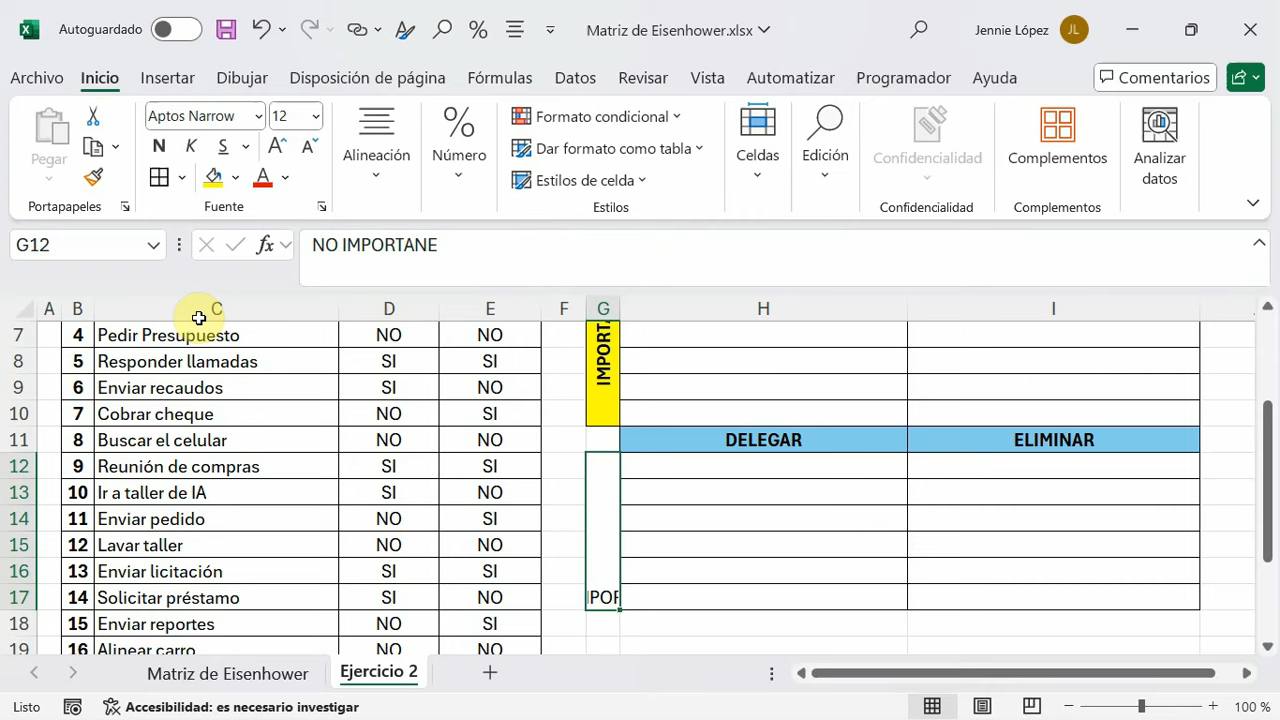 Autoguardado
Matriz de Eisenhower.xlsx
Jennie López
JL
Archivo Inicio Insertar Dibujar Disposición de página Fórmulas Datos Revisar Vista Automatizar Programador Ayuda
Comentarios
Pegar
Portapapeles
Aptos Narrow 12
N K S A A
A
Fuente
Alineación
Número
Formato condicional
Dar formato como tabla
Estilos de celda
Estilos
Celdas
Edición
Confidencialidad
Confidencialidad
Complementos
Complementos
Analizar datos
G12 fx NO IMPORTANE
A B C D E F G H I
7 4 Pedir Presupuesto NO NO
8 5 Responder llamadas SI SI
9 6 Enviar recaudos SI NO
10 7 Cobrar cheque NO SI
11 8 Buscar el celular NO NO DELEGAR ELIMINAR
12 9 Reunión de compras SI SI
13 10 Ir a taller de IA SI NO
14 11 Enviar pedido NO SI
15 12 Lavar taller NO NO
16 13 Enviar licitación SI SI
17 14 Solicitar préstamo SI NO
18 15 Enviar reportes NO SI
19 16 Alinear carro NO NO
IMPORTA
Matriz de Eisenhower Ejercicio 2
Listo Accesibilidad: es necesario investigar 100 %